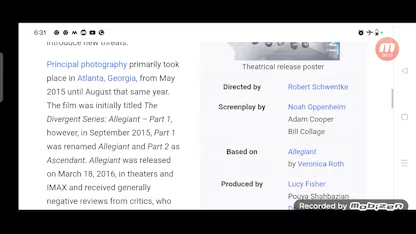 6:31
introduce new threats.
Principal photography primarily took
place in Atlanta, Georgia, from May
2015 until August that same year.
The film was initially titled The
Divergent Series: Allegiant – Part 1,
however, in September 2015, Part 1
was renamed Allegiant and Part 2 as
Ascendant. Allegiant was released
on March 18, 2016, in theaters and
IMAX and received generally
negative reviews from critics, who
Theatrical release poster
Directed by Robert Schwentke
Screenplay by Noah Oppenheim
Adam Cooper
Bill Collage
Based on Allegiant
by Veronica Roth
Produced by Lucy Fisher
Pouya Shahbazian
Recorded by Mobizen